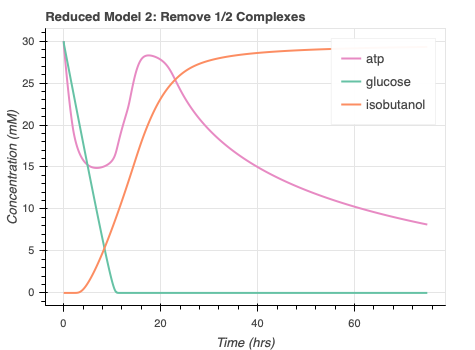 Reduced Model 2: Remove 1/2 Complexes
Concentration (mM)
30
25
20
15
10
5
0
atp
glucose
isobutanol
0 20 40 60
Time (hrs)